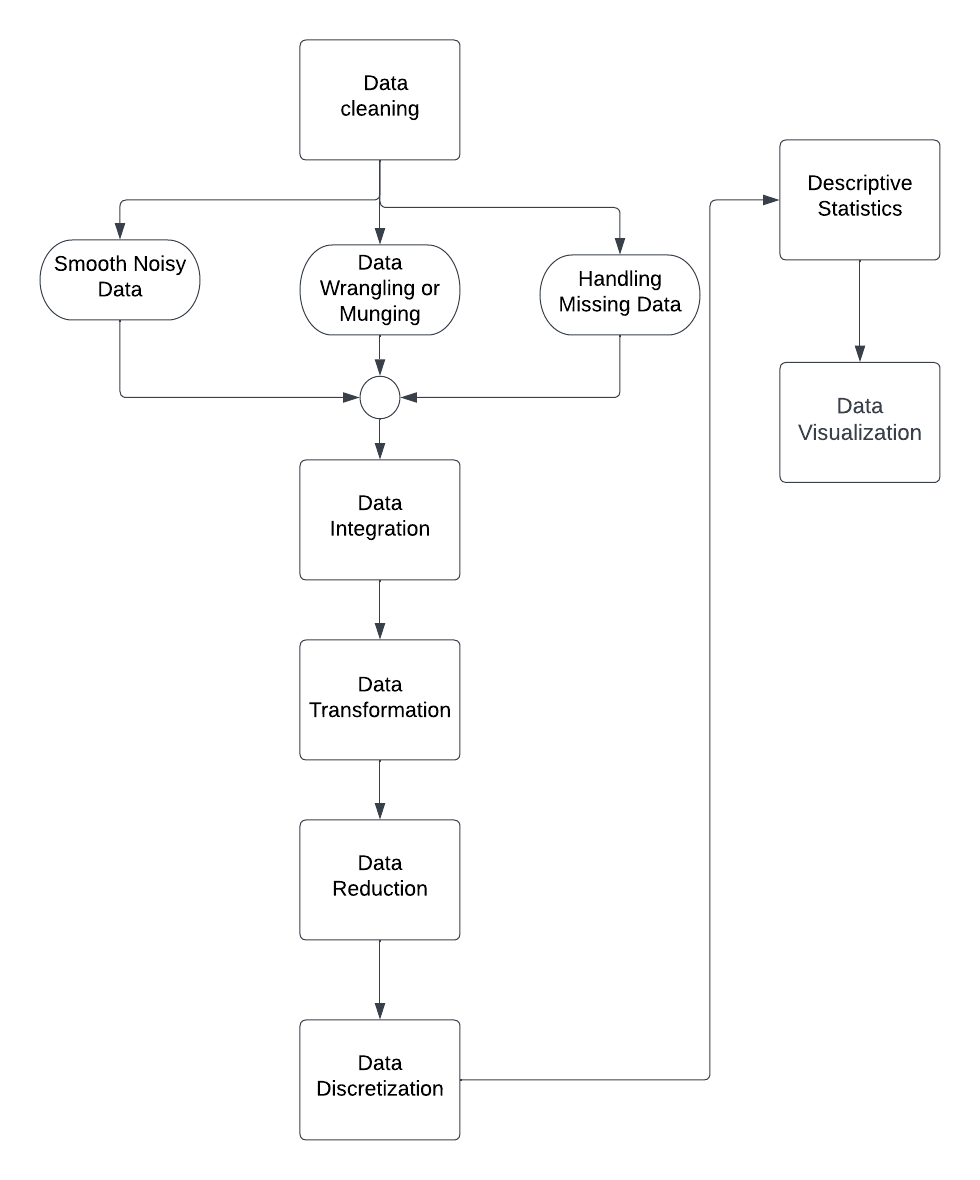 Data
cleaning
Smooth Noisy
Data
Data
Wrangling or
Munging
Handling
Missing Data
Data
Integration
Data
Transformation
Data
Reduction
Data
Discretization
Descriptive
Statistics
Data
Visualization